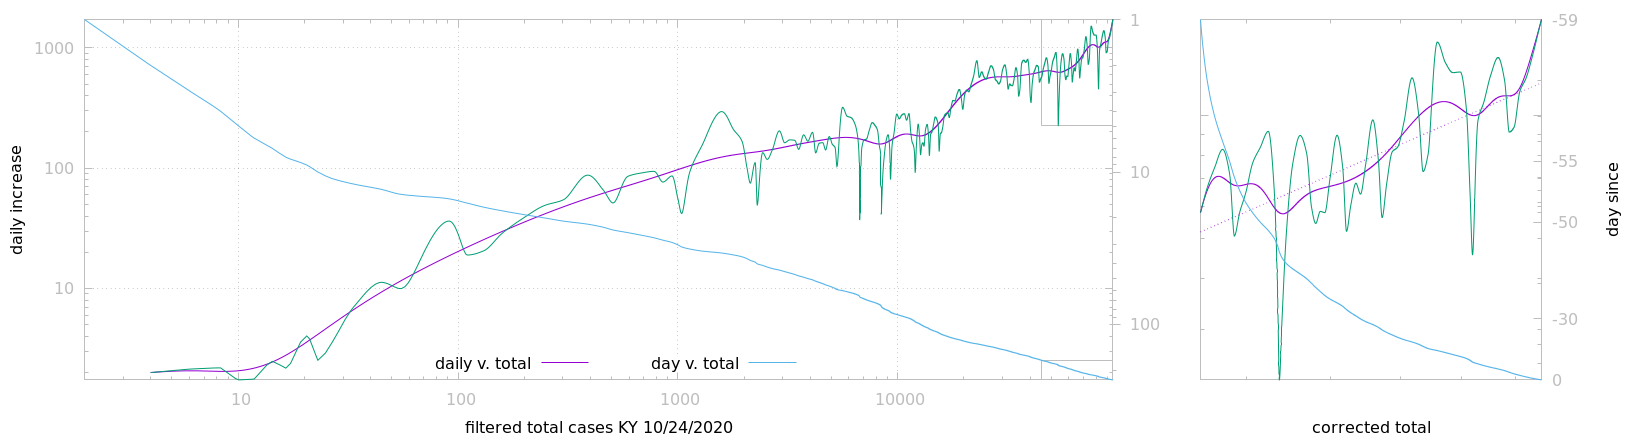 daily increase
1000
100
10
10
100
1000
10000
filtered total cases KY 10/24/2020
daily v. total
day v. total
1
10
100
-59
-55
-50
-30
0
day since
corrected total